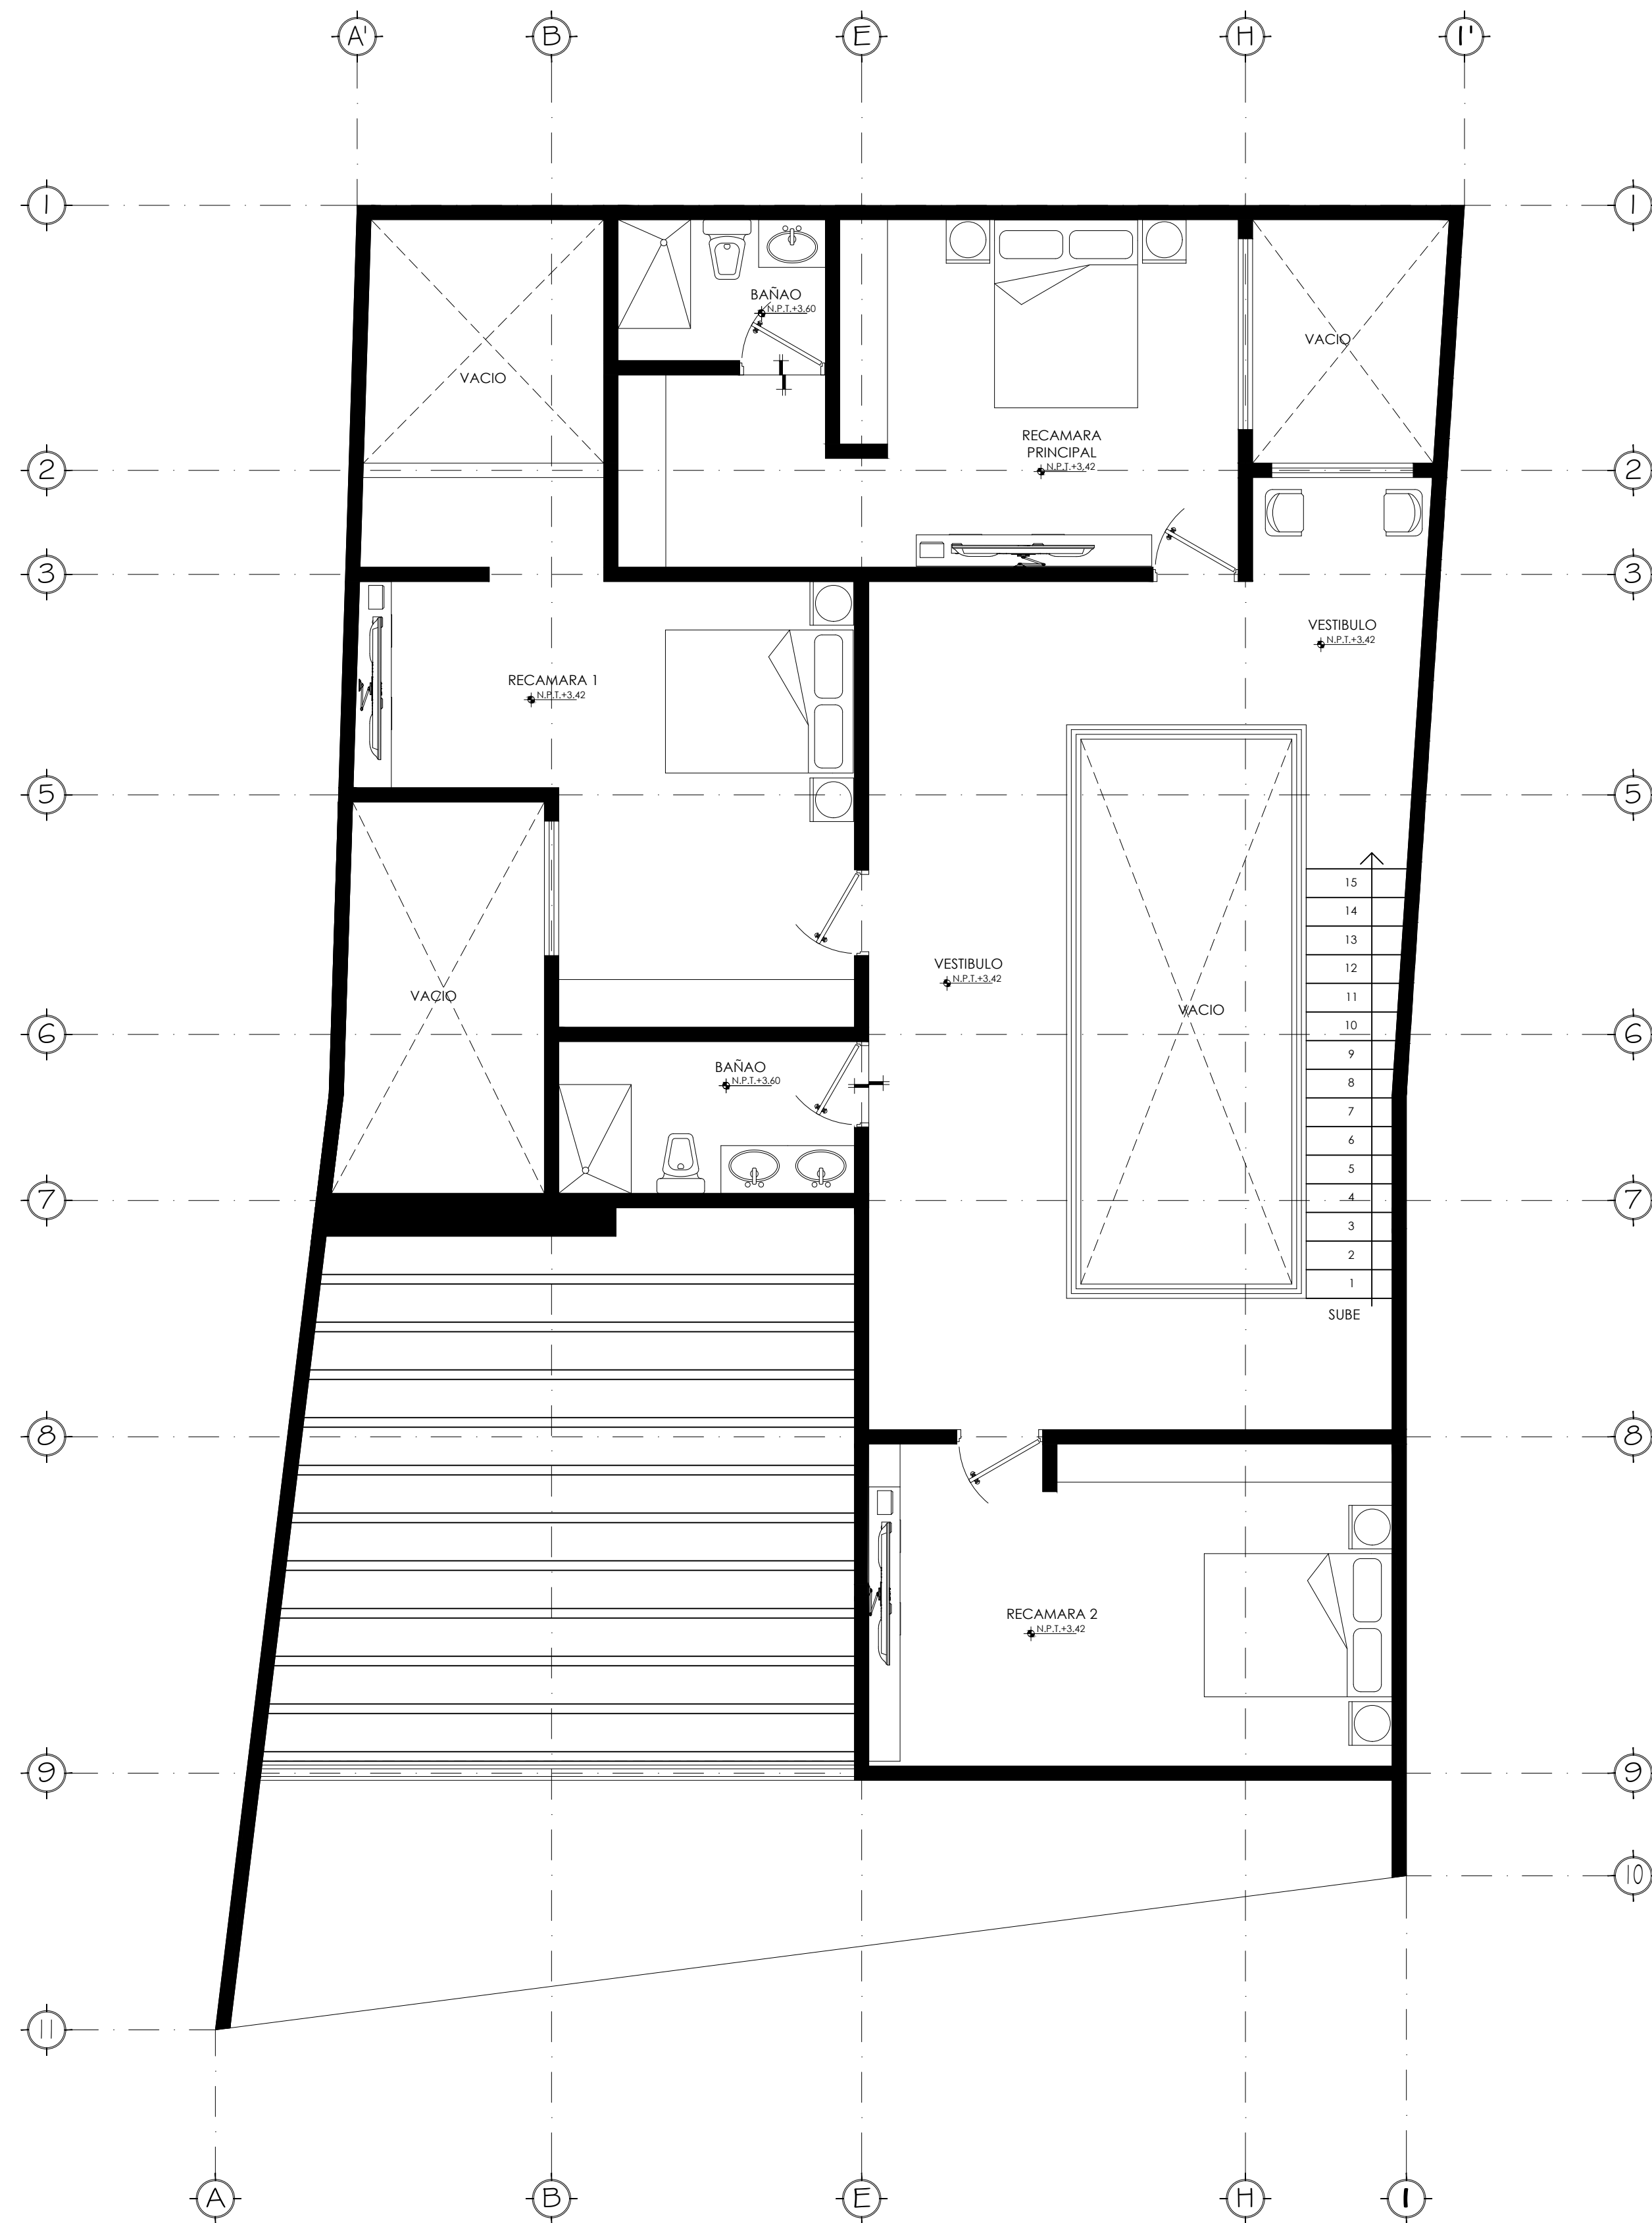 A' B E H I'
1 1
BAÑAO
N.P.T.+3.60
VACIO
VACIO
RECAMARA
PRINCIPAL
N.P.T.+3.42
2 2
3 3
VESTIBULO
N.P.T.+3.42
RECAMARA 1
N.P.T.+3.42
5 5
15
14
13
12
11
10
9
8
7
6
5
4
3
2
1
SUBE
VESTIBULO
N.P.T.+3.42
VACIO
VACIO
6 6
BAÑAO
N.P.T.+3.60
7 7
8 8
RECAMARA 2
N.P.T.+3.42
9 9
10
11
A B E H I